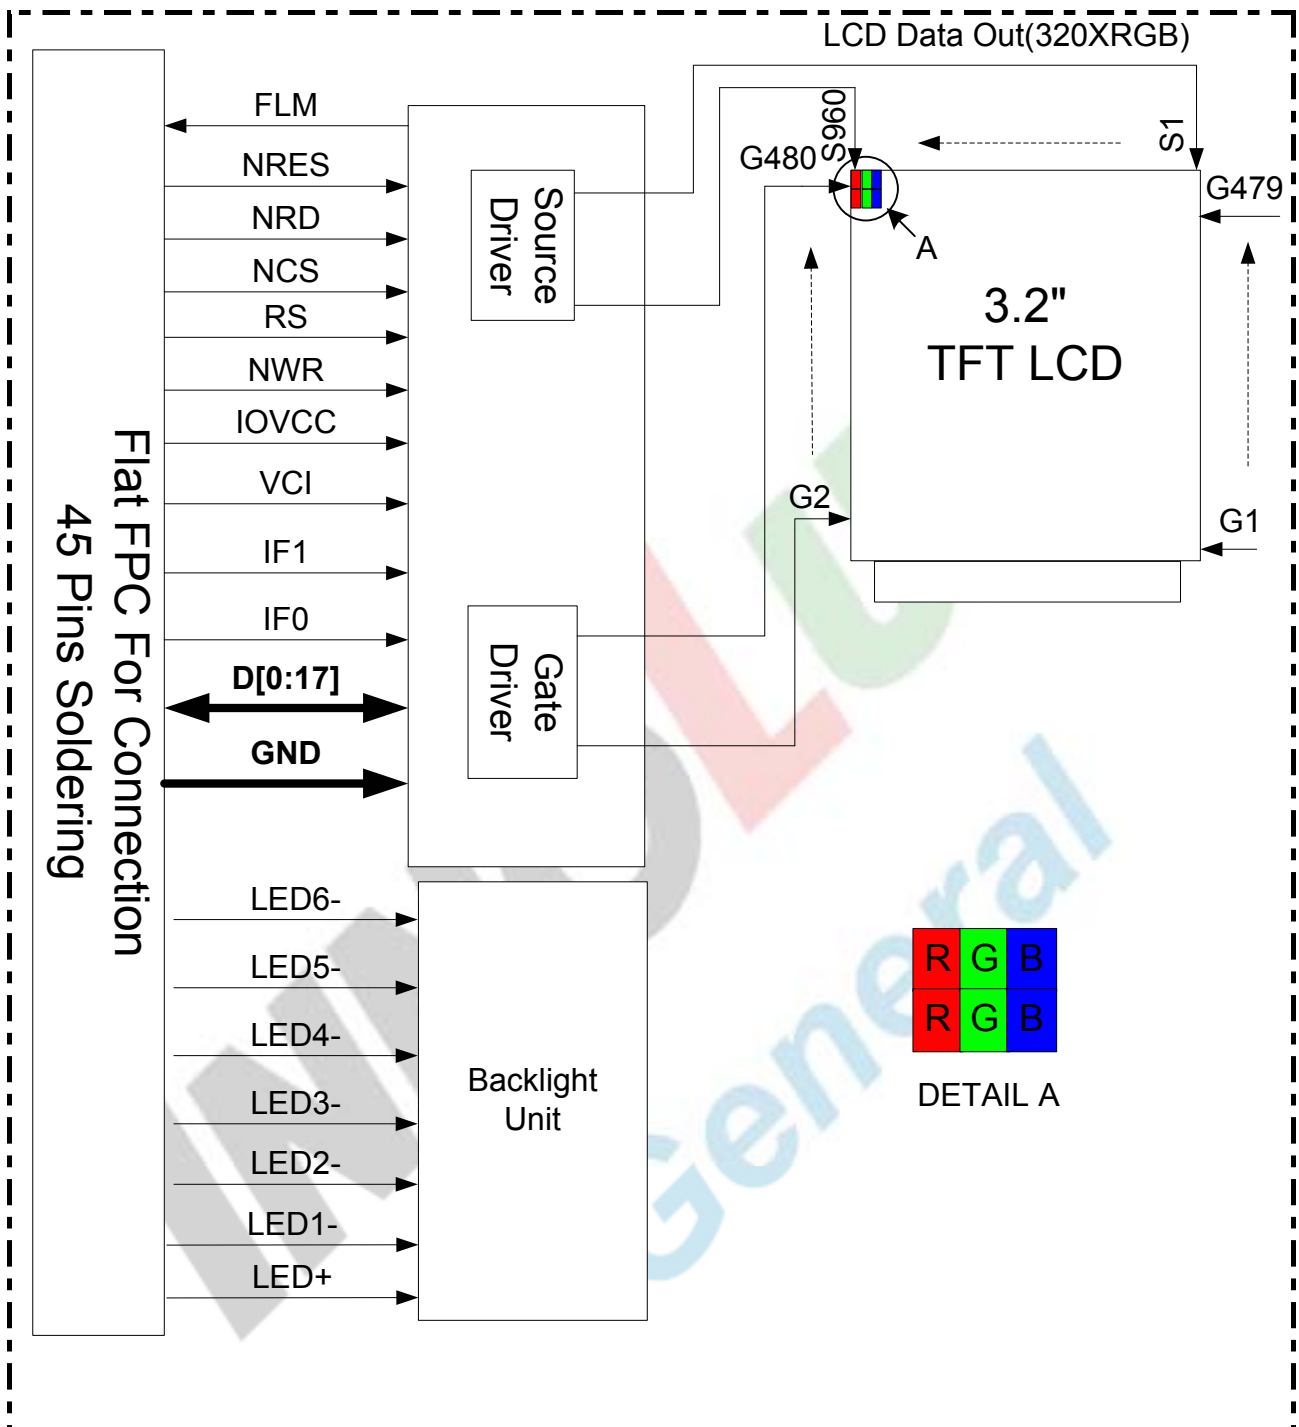 LCD Data Out(320XRGB)
FLM
NRES
NRD
NCS
RS
NWR
IOVCC
VCI
IF1
IF0
D[0:17]
GND
Flat FPC For Connection
45 Pins Soldering
Source
Driver
Gate
Driver
S960
S1
G480
G479
A
3.2"
TFT LCD
G2
G1
LED6-
LED5-
LED4-
LED3-
LED2-
LED1-
LED+
Backlight
Unit
R G B
R G B
DETAIL A
General